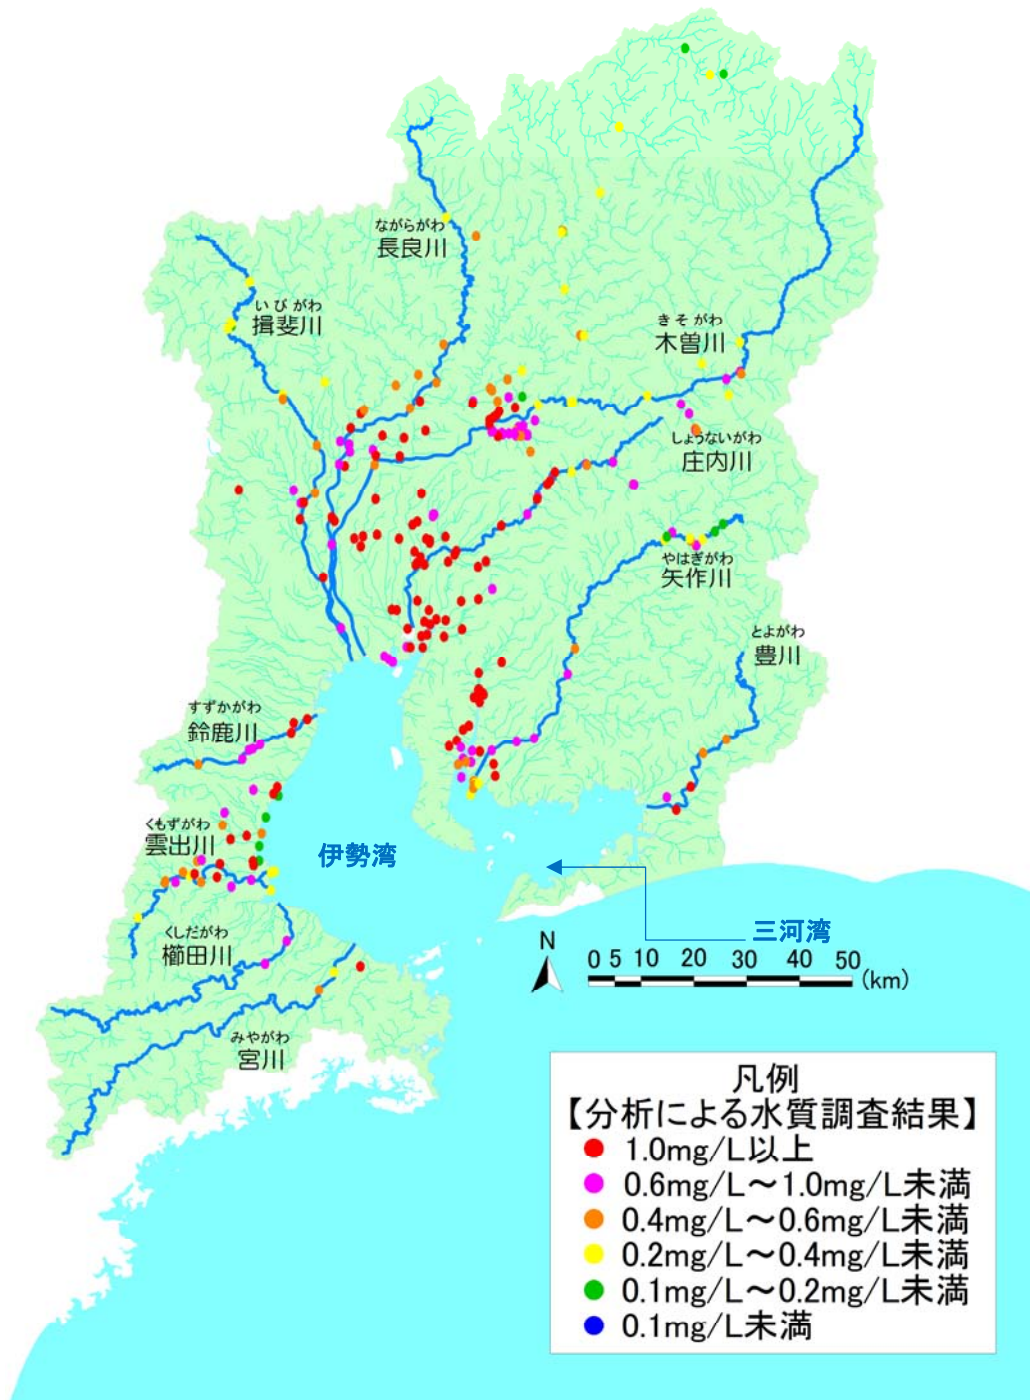 ながらがわ
長良川
いびがわ
揖斐川
きそがわ
木曽川
しょうないがわ
庄内川
やはぎがわ
矢作川
とよがわ
豊川
すずかがわ
鈴鹿川
くもずがわ
雲出川
伊勢湾
三河湾
くしだがわ
櫛田川
みやがわ
宮川
N
0 5 10 20 30 40 50
(km)
凡例
【分析による水質調査結果】
1.0mg/L以上
0.6mg/L～1.0mg/L未満
0.4mg/L～0.6mg/L未満
0.2mg/L～0.4mg/L未満
0.1mg/L～0.2mg/L未満
0.1mg/L未満